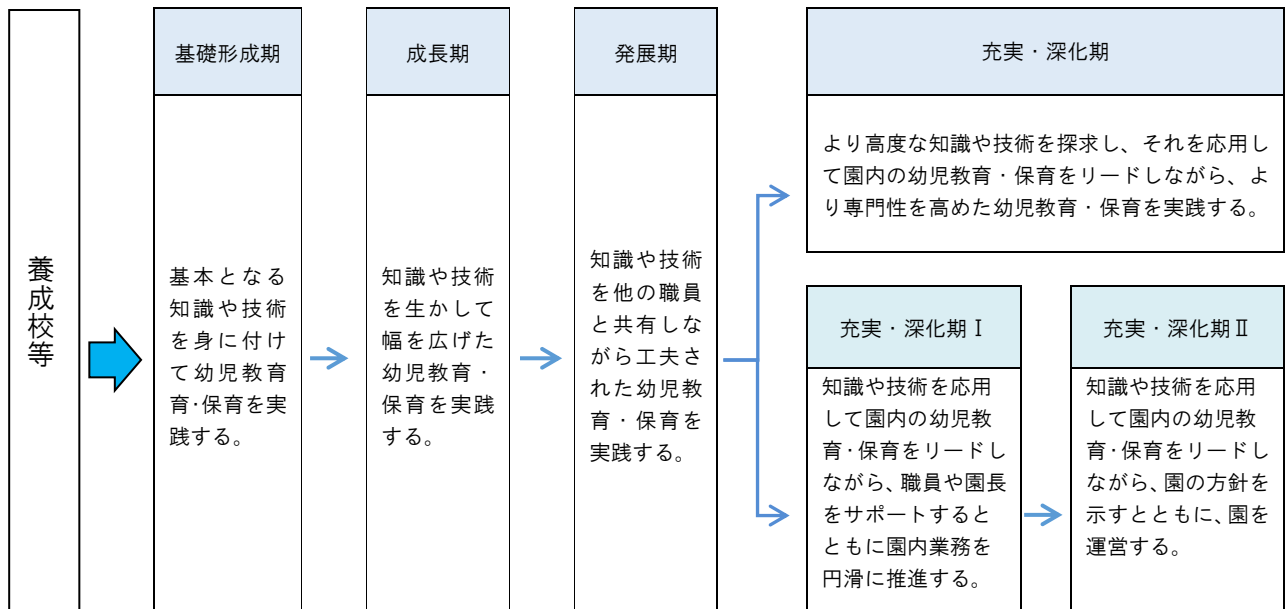 養成校等
基礎形成期
基本となる
知識や技術
を身に付け
て幼児教育
育･保育を実
践する。
成長期
知識や技術
を生かして
幅を広げた
幼児教育・
保育を実践
する。
発展期
知識や技術
を他の職員
と共有しな
がら工夫さ
れた幼児教
育・保育を
実践する。
充実・深化期
より高度な知識や技術を探求し、それを応用し
て園内の幼児教育・保育をリードしながら、よ
り専門性を高めた幼児教育・保育を実践する。
充実・深化期Ⅰ
知識や技術を応用
して園内の幼児教
育･保育をリードし
ながら、職員や園長
をサポートすると
ともに園内業務を
円滑に推進する。
充実・深化期Ⅱ
知識や技術を応用
して園内の幼児教
育･保育をリードし
ながら、園の方針を
示すとともに、園を
運営する。